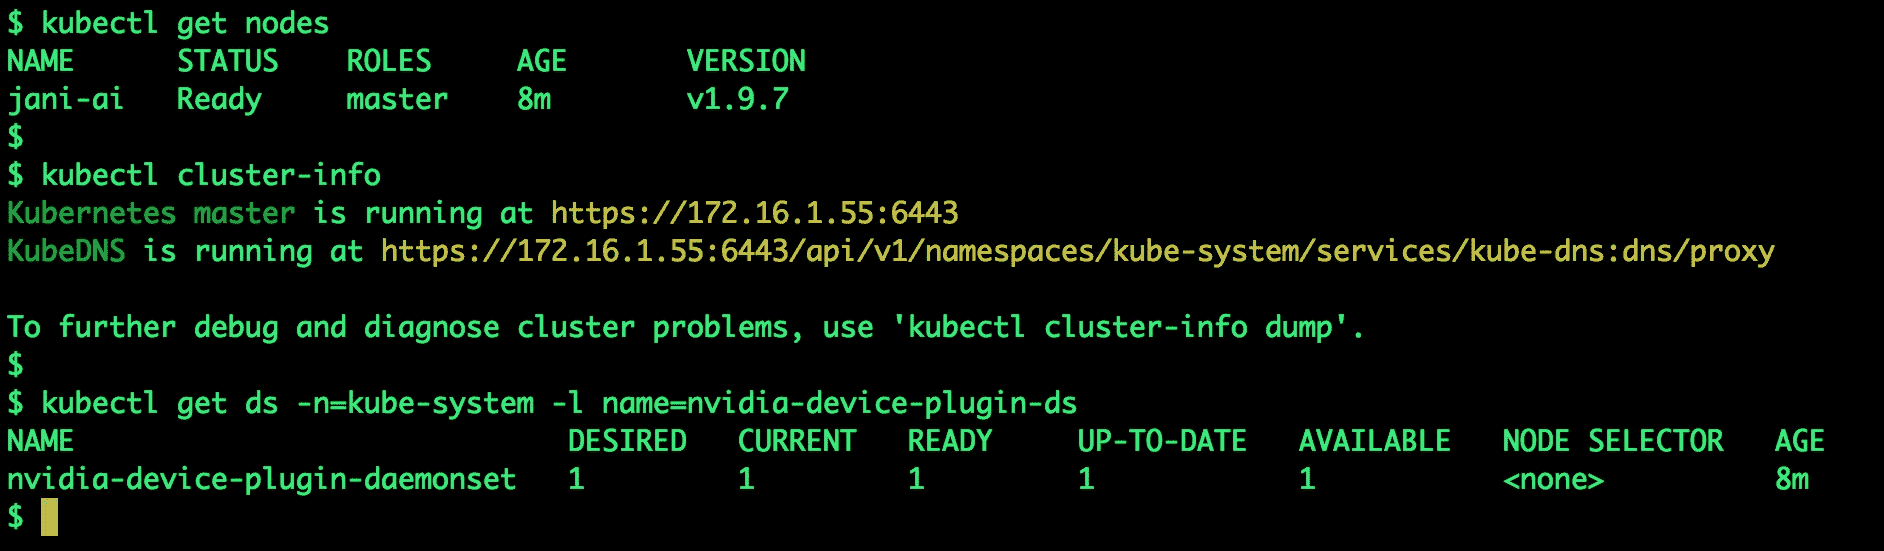 $ kubectl get nodes
NAME STATUS ROLES AGE VERSION
jani-ai Ready master 8m v1.9.7
$
$ kubectl cluster-info
Kubernetes master is running at https://172.16.1.55:6443
KubeDNS is running at https://172.16.1.55:6443/api/v1/namespaces/kube-system/services/kube-dns:dns/proxy
To further debug and diagnose cluster problems, use 'kubectl cluster-info dump'.
$
$ kubectl get ds -n=kube-system -l name=nvidia-device-plugin-ds
NAME DESIRED CURRENT READY UP-TO-DATE AVAILABLE NODE SELECTOR AGE
nvidia-device-plugin-daemonset 1 1 1 1 1 <none> 8m
$